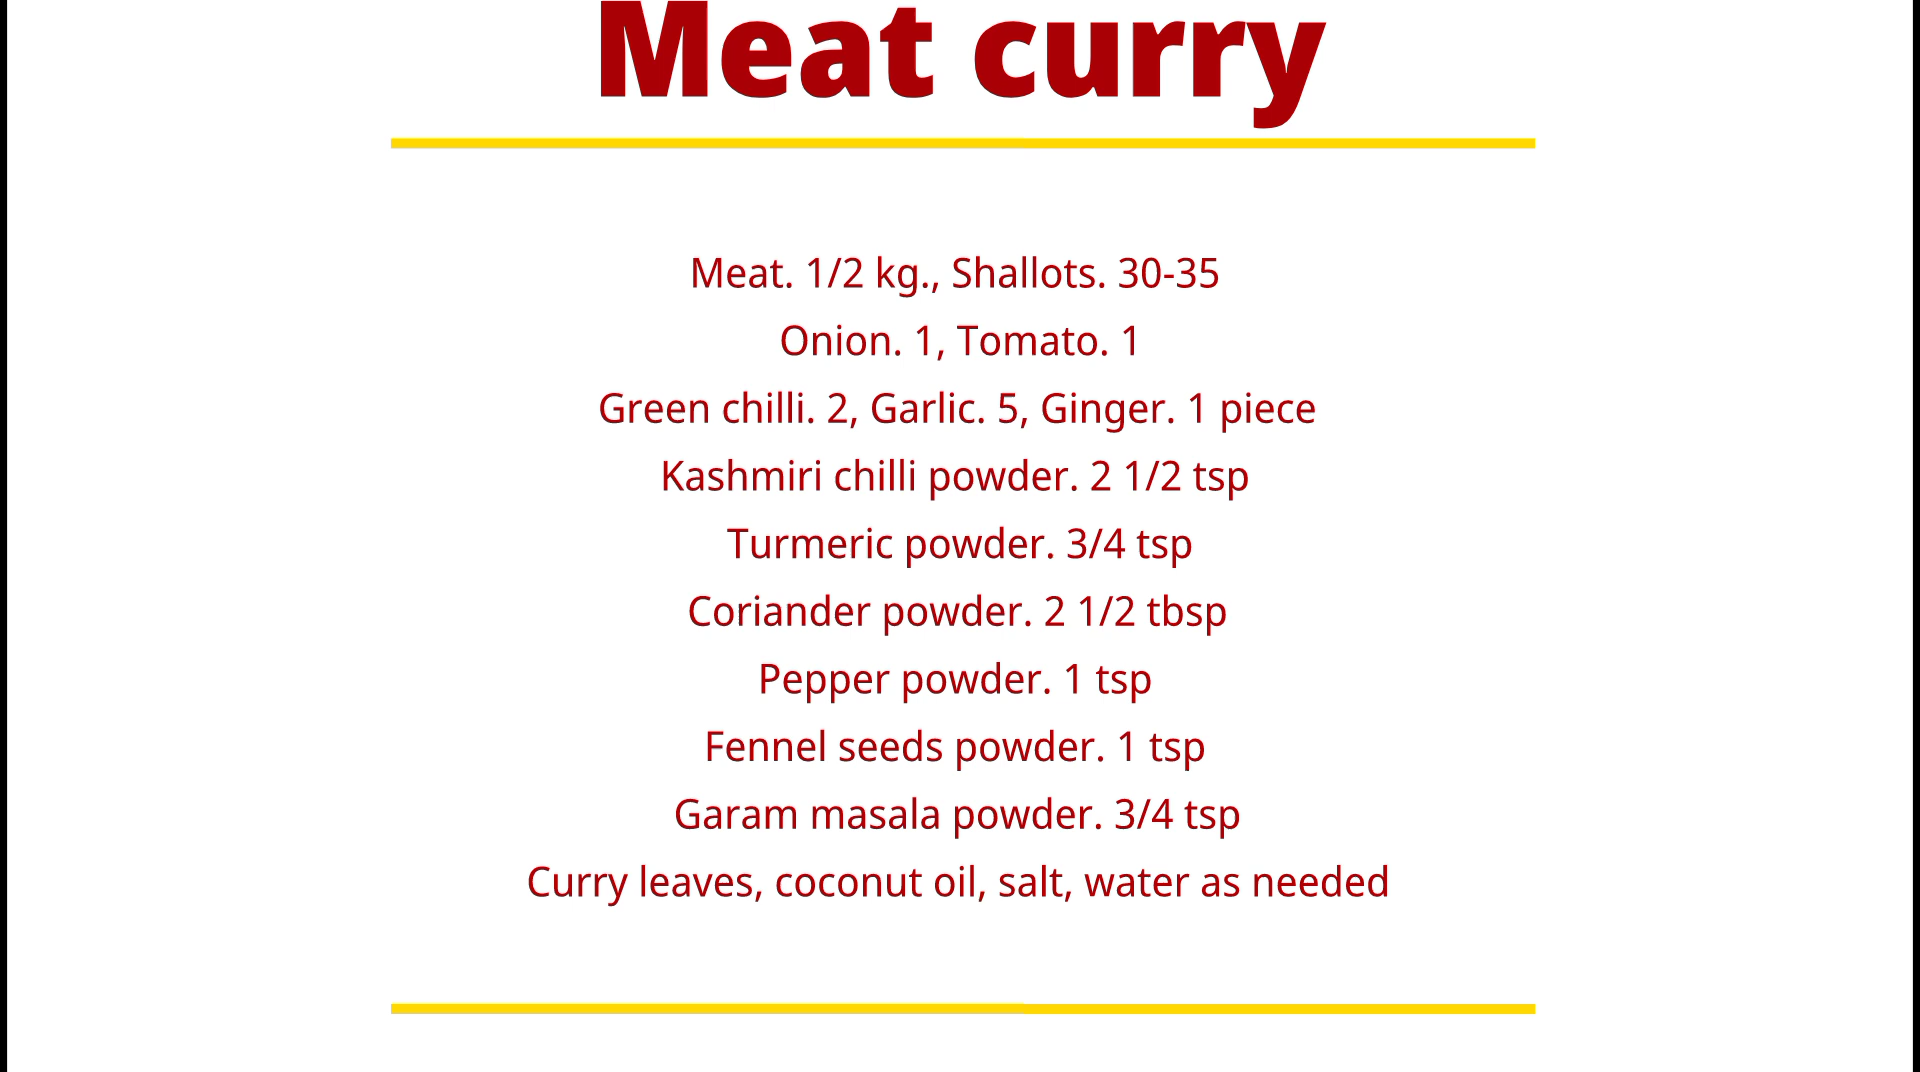 Meat curry
Meat. 1/2 kg., Shallots. 30-35
Onion. 1, Tomato. 1
Green chilli. 2, Garlic. 5, Ginger. 1 piece
Kashmiri chilli powder. 2 1/2 tsp
Turmeric powder. 3/4 tsp
Coriander powder. 2 1/2 tbsp
Pepper powder. 1 tsp
Fennel seeds powder. 1 tsp
Garam masala powder. 3/4 tsp
Curry leaves, coconut oil, salt, water as needed